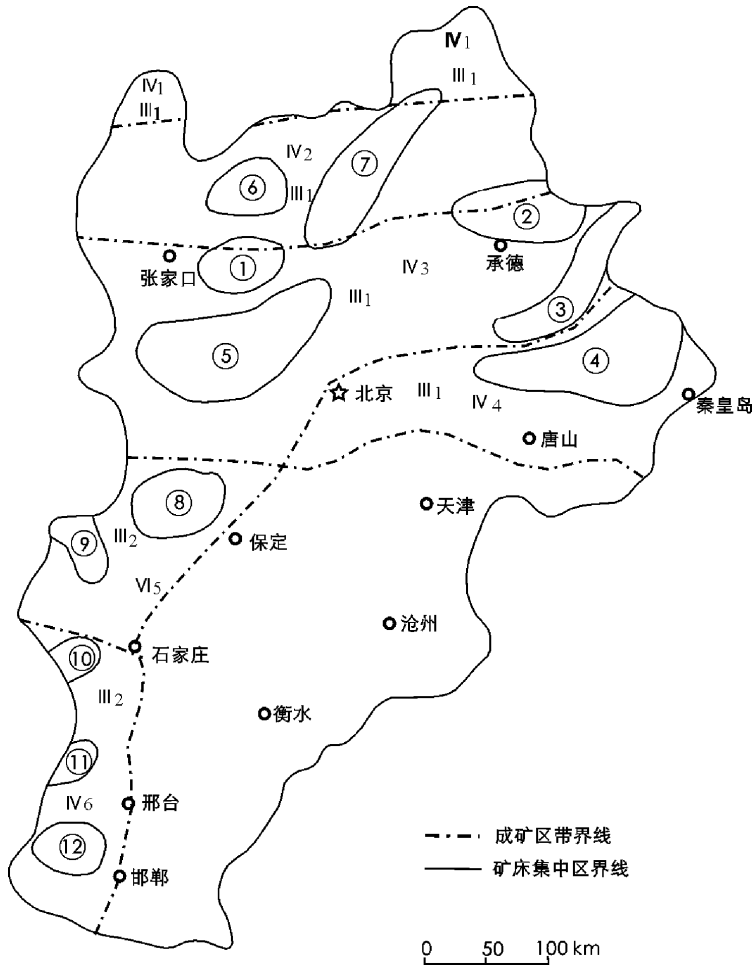 Ⅳ1
Ⅲ1
Ⅳ1
Ⅲ1
Ⅳ2
⑦
⑥
Ⅲ1
②
①
张家口
Ⅳ3
承德
Ⅲ1
③
⑤
④
北京
Ⅲ1
Ⅳ4
秦皇岛
唐山
⑧
天津
⑨
Ⅲ2
保定
Ⅵ5
沧州
⑩
石家庄
Ⅲ2
衡水
⑪
Ⅳ6
邢台
⑫
邯郸
成矿区带界线
矿床集中区界线
0 50 100 km